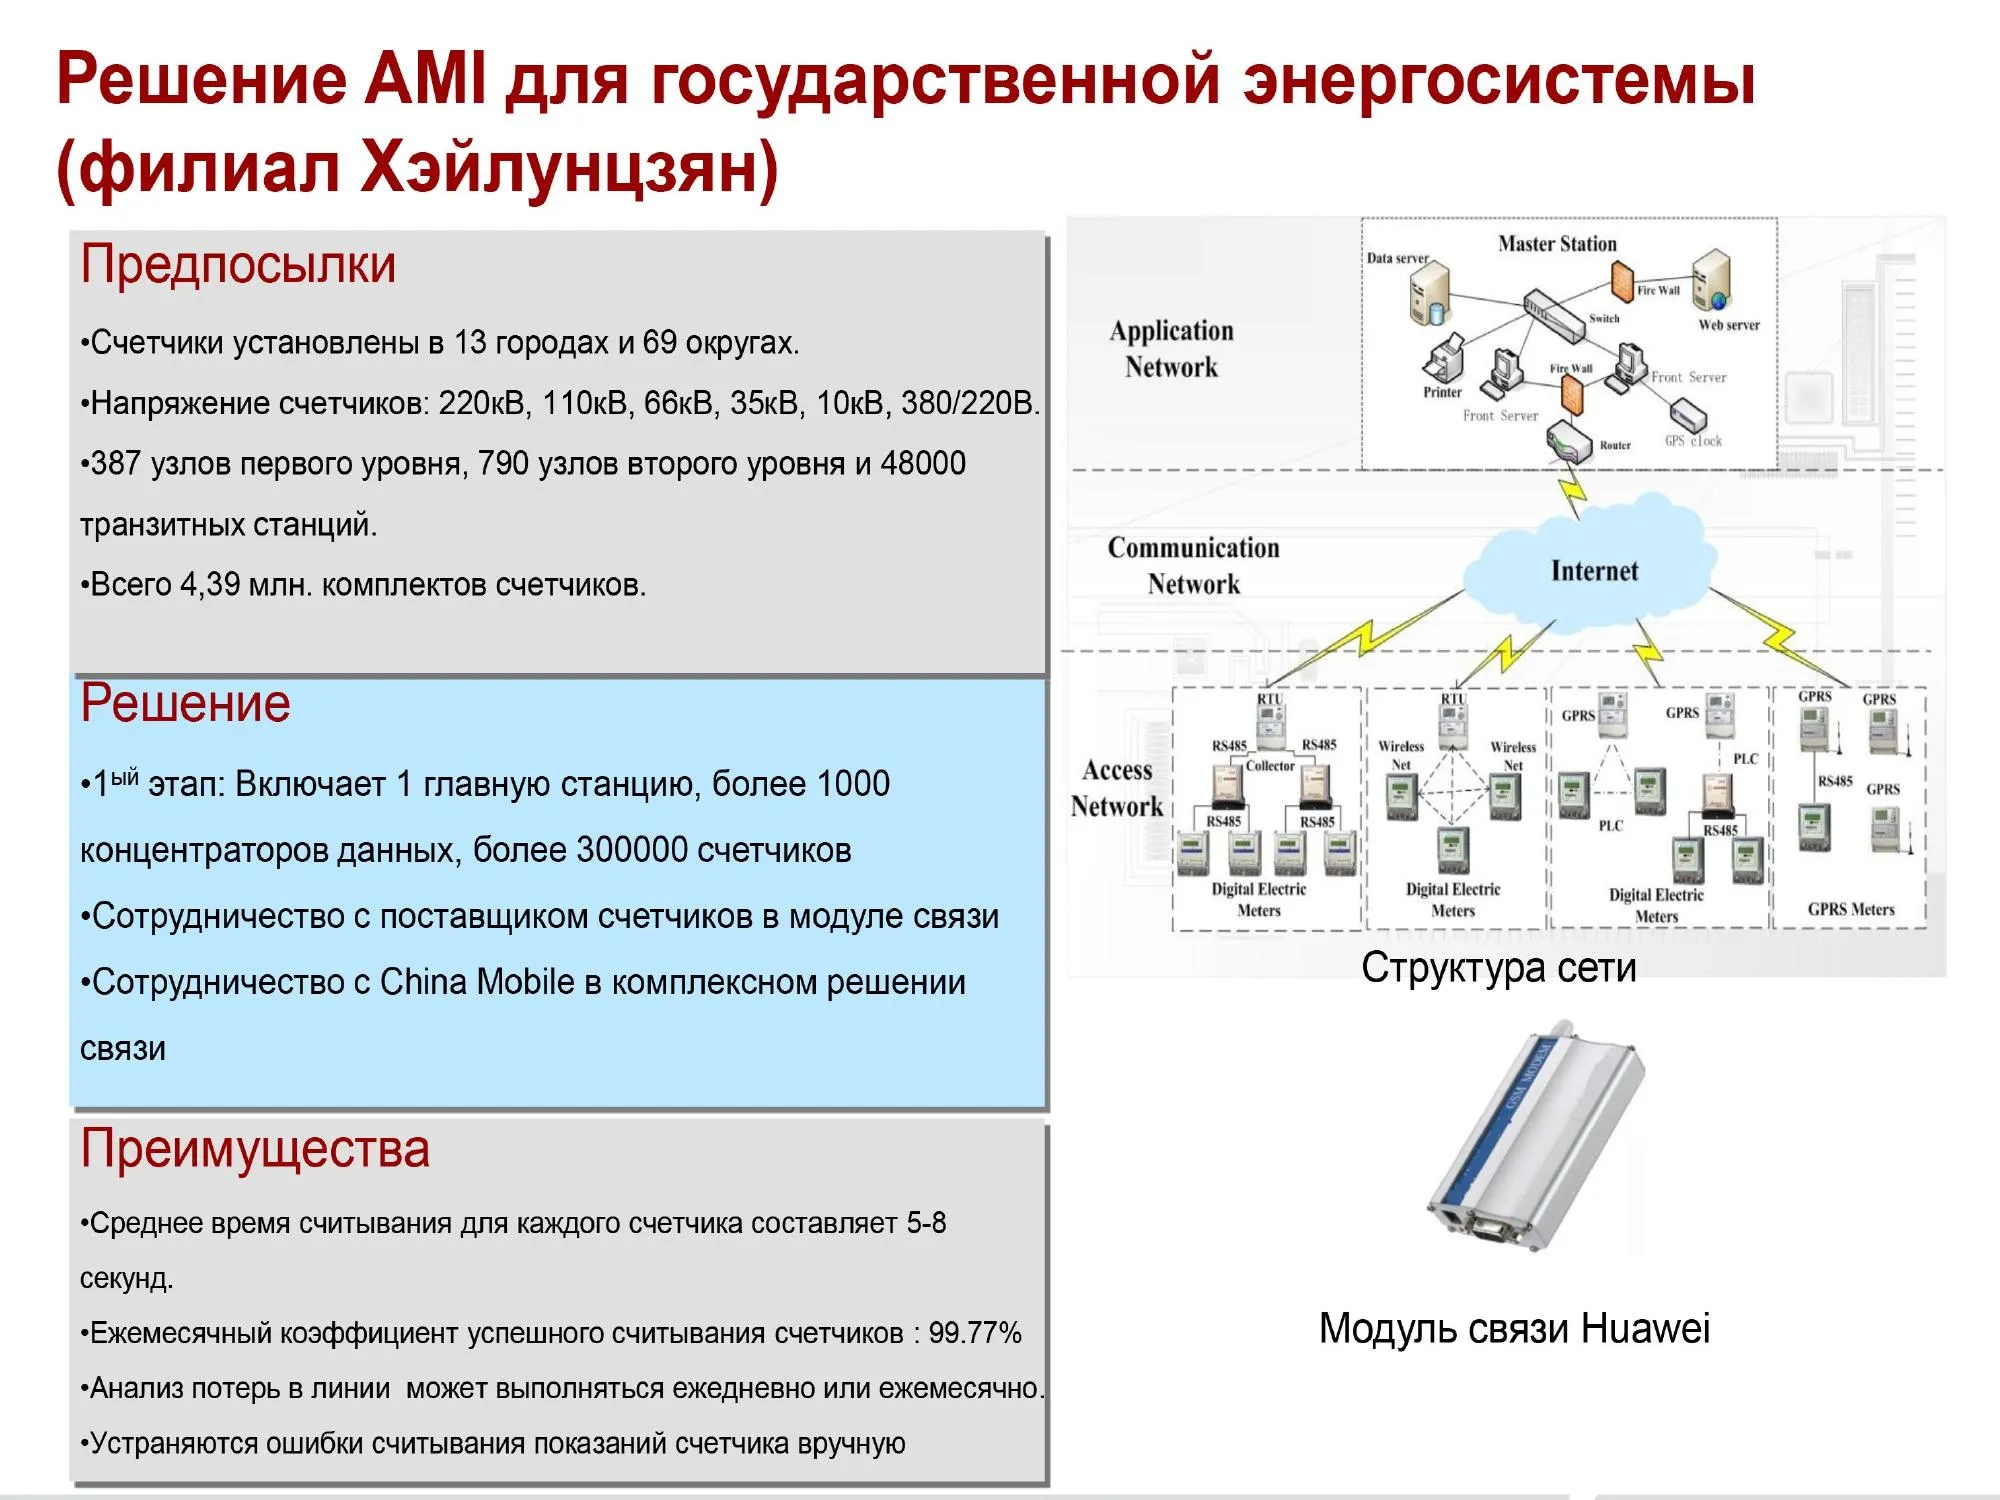 Решение AMI для государственной энергосистемы
(филиал Хэйлунцзян)
Предпосылки
•Счетчики установлены в 13 городах и 69 округах.
•Напряжение счетчиков: 220кВ, 110кВ, 66кВ, 35кВ, 10кВ, 380/220В.
•387 узлов первого уровня, 790 узлов второго уровня и 48000
транзитных станций.
•Всего 4,39 млн. комплектов счетчиков.
Решение
•1ый этап: Включает 1 главную станцию, более 1000
концентраторов данных, более 300000 счетчиков
•Сотрудничество с поставщиком счетчиков в модуле связи
•Сотрудничество с China Mobile в комплексном решении
связи
Преимущества
•Среднее время считывания для каждого счетчика составляет 5-8
секунд.
•Ежемесячный коэффициент успешного считывания счетчиков : 99.77%
•Анализ потерь в линии  может выполняться ежедневно или ежемесячно.
•Устраняются ошибки считывания показаний счетчика вручную
Master Station
Data server
Fire Wall
Switch
Web server
Application
Network
Fire Wall
Printer
Front Server
Front Server
GPS clock
Router
Communication
Network
Internet
Access
Network
RTU
RS485
RS485
Collector
RS485
RS485
Digital Electric
Meters
RTU
Wireless
Net
Wireless
Net
Digital Electric
Meters
GPRS
GPRS
PLC
PLC
RS485
Digital Electric
Meters
GPRS
GPRS
RS485
GPRS
GPRS Meters
Структура сети
GSM MODEM
Модуль связи Huawei